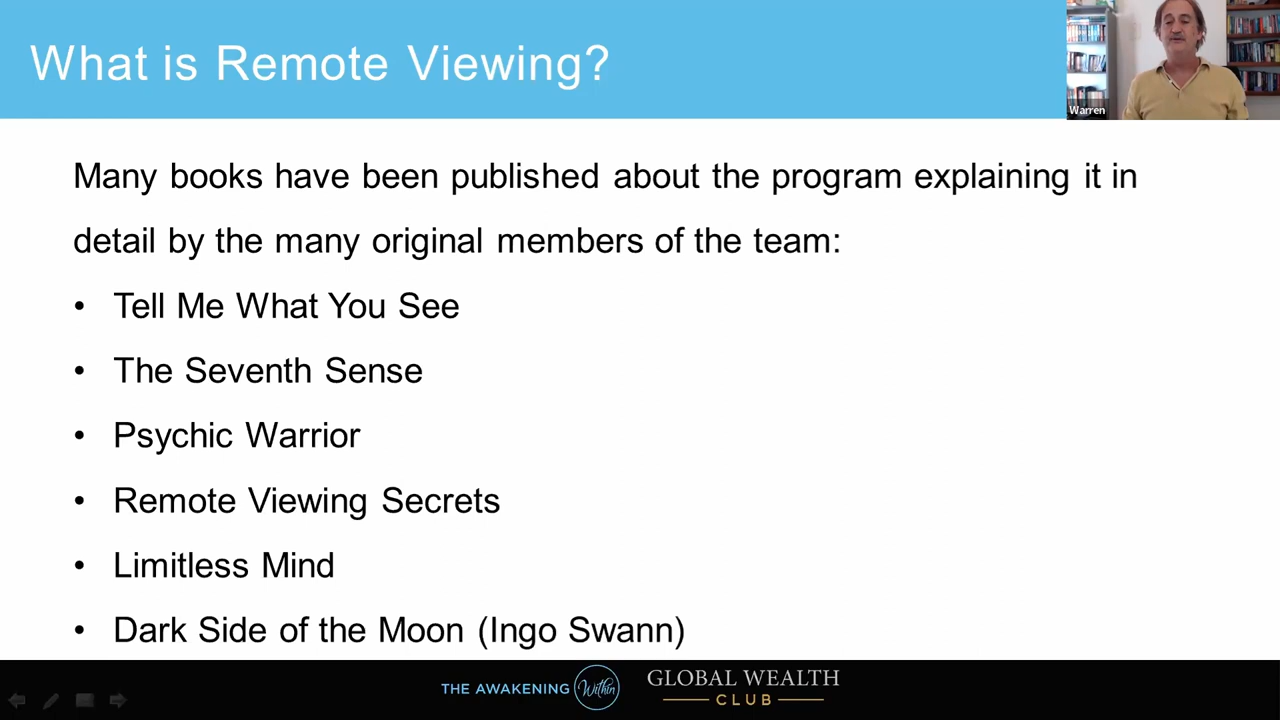 What is Remote Viewing?
Warren
Many books have been published about the program explaining it in
detail by the many original members of the team:
• Tell Me What You See
• The Seventh Sense
• Psychic Warrior
• Remote Viewing Secrets
• Limitless Mind
• Dark Side of the Moon (Ingo Swann)
THE AWAKENING Within
GLOBAL WEALTH
CLUB